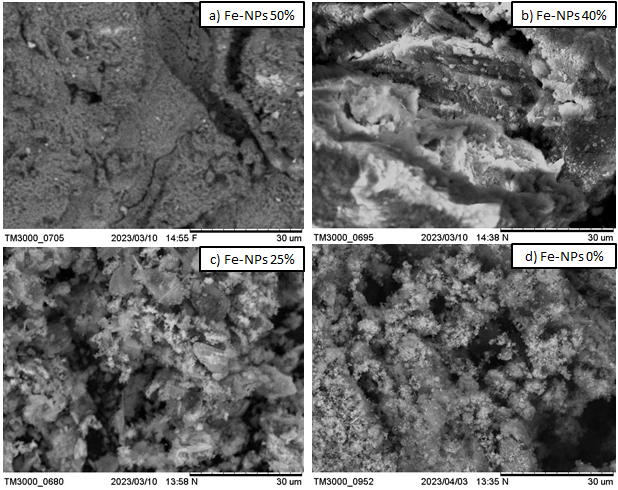 a) Fe-NPs 50%
b) Fe-NPs 40%
TM3000_0705 2023/03/10 14:55 F 30 um
TM3000_0695 2023/03/10 14:38 N 30 um
c) Fe-NPs 25%
d) Fe-NPs 0%
TM3000_0680 2023/03/10 13:58 N 30 um
TM3000_0952 2023/04/03 13:35 N 30 um